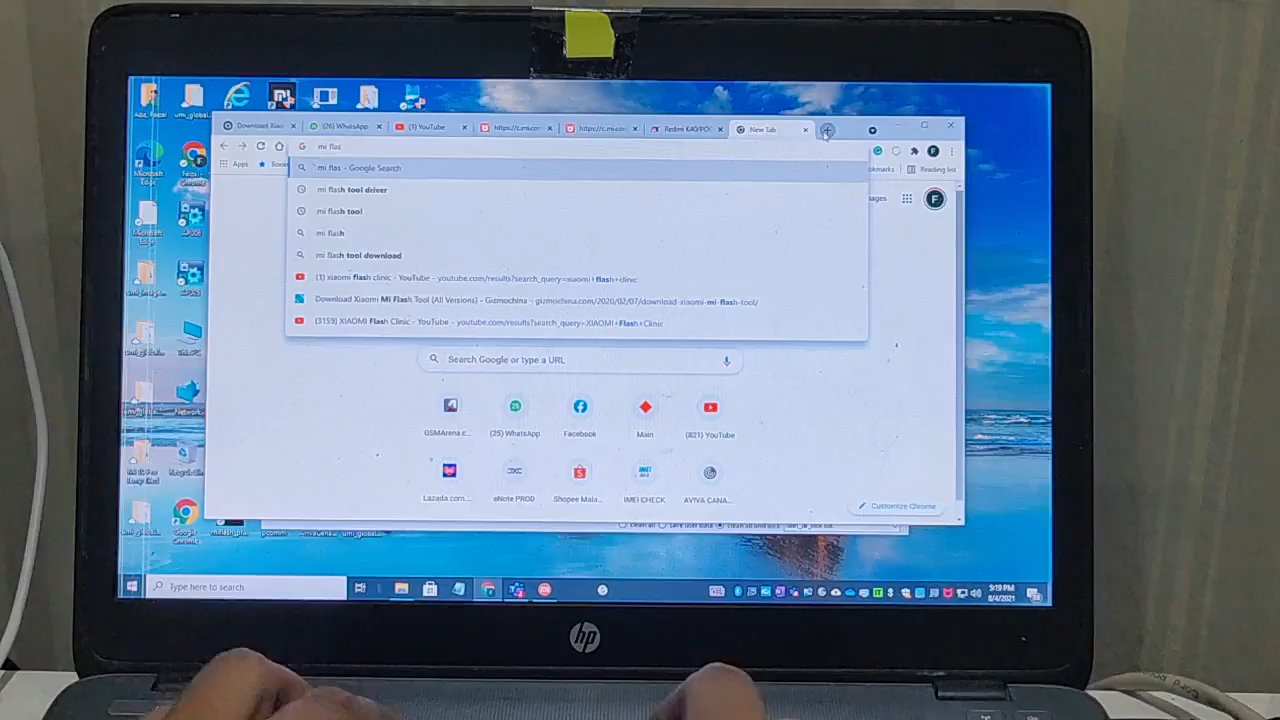 Download Xiao
(26) WhatsApp
(1) YouTube
https://c.mi.com
https://c.mi.com
Redmi K40/POC
New Tab
mi flas
Apps
Reading list
mi flas - Google Search
mi flash tool driver
mi flash tool
mi flash
mi flash tool download
(1) xiaomi flash clinic - YouTube - youtube.com/results?search_query=xiaomi+flash+clinic
Download Xiaomi Mi Flash Tool (All Versions) - Gizmochina - gizmochina.com/2020/02/07/download-xiaomi-mi-flash-tool/
(3159) XIAOMI Flash Clinic - YouTube - youtube.com/results?search_query=XIAOMI+Flash+Clinic
Search Google or type a URL
GSMArena.c...
(25) WhatsApp
Facebook
Main
(821) YouTube
Lazada.com...
eNote PROD
Shopee Mala...
IMEI CHECK
AVIVA CANA...
Customize Chrome
Microsoft
Edge
Microsoft
Edge
This PC
Google
Chrome
Type here to search
9:19 PM
8/4/2021
hp